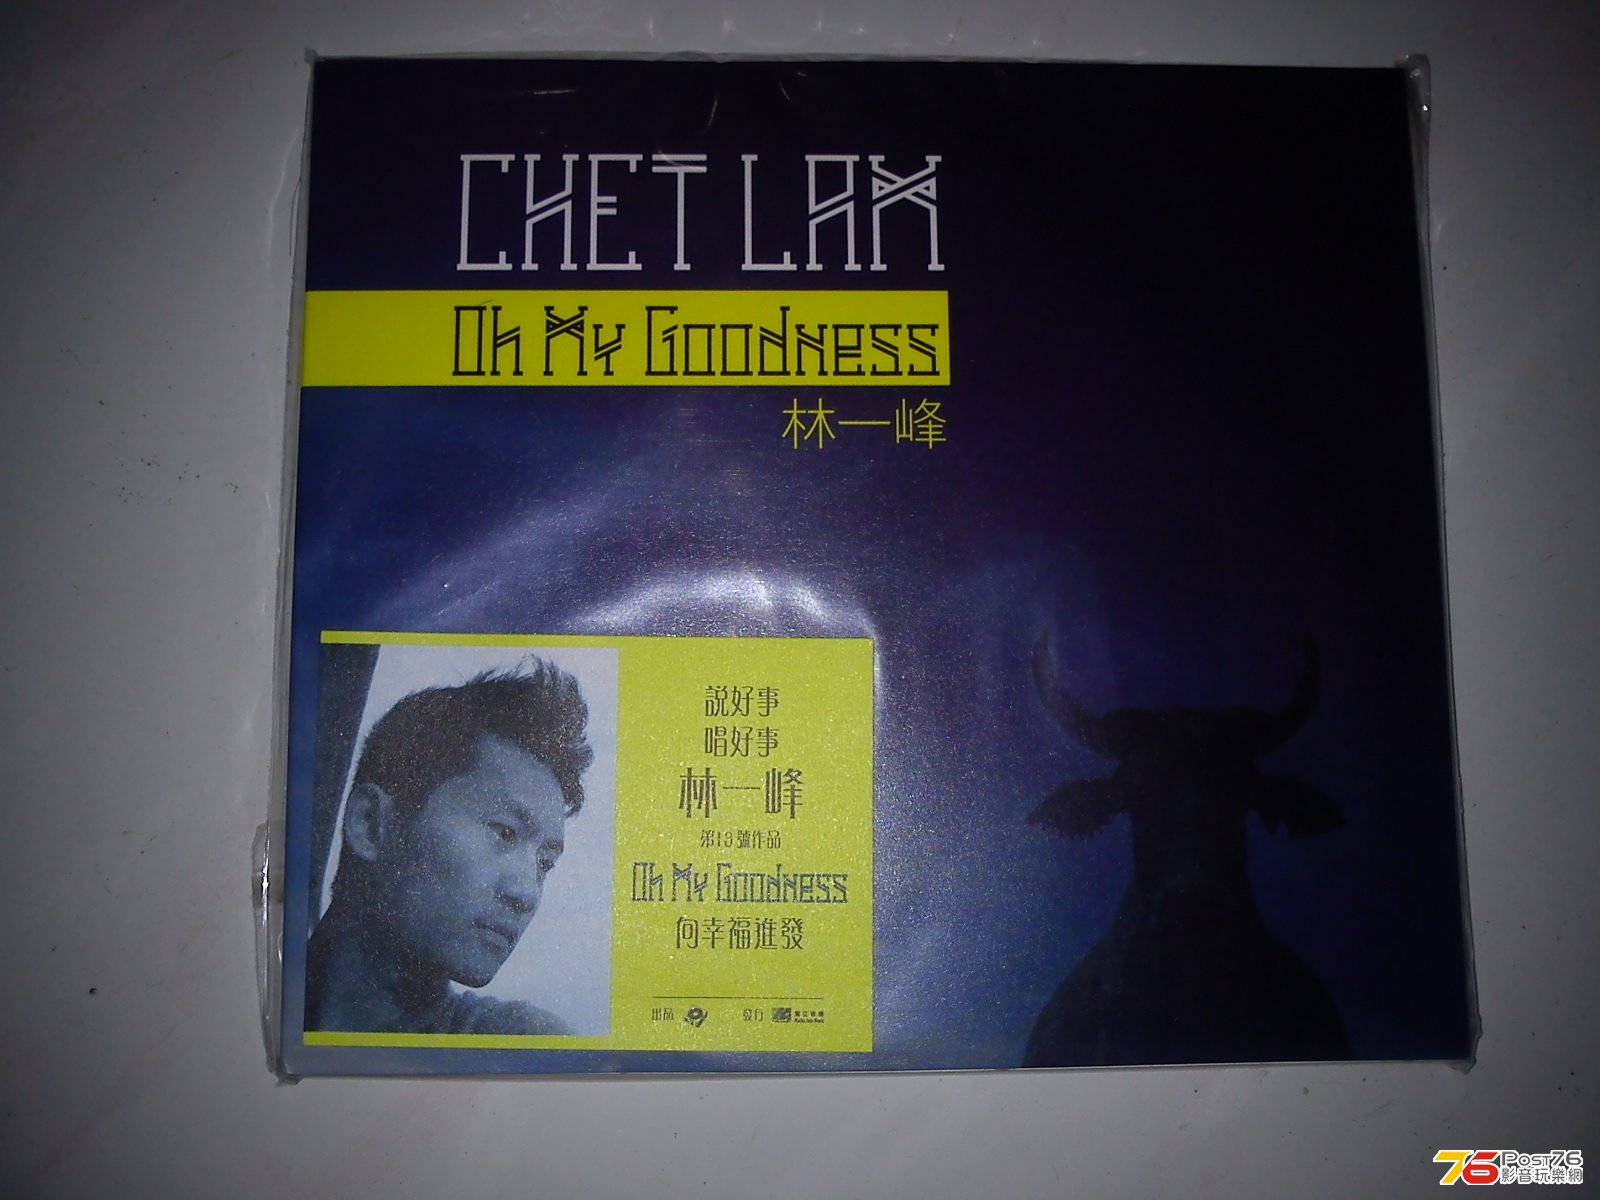 CHET LAM
Oh My Goodness
林一峰
說好事
唱好事
林一峰
第13號作品
Oh My Goodness
向幸福進發
出品
發行
Post76
影音玩樂網